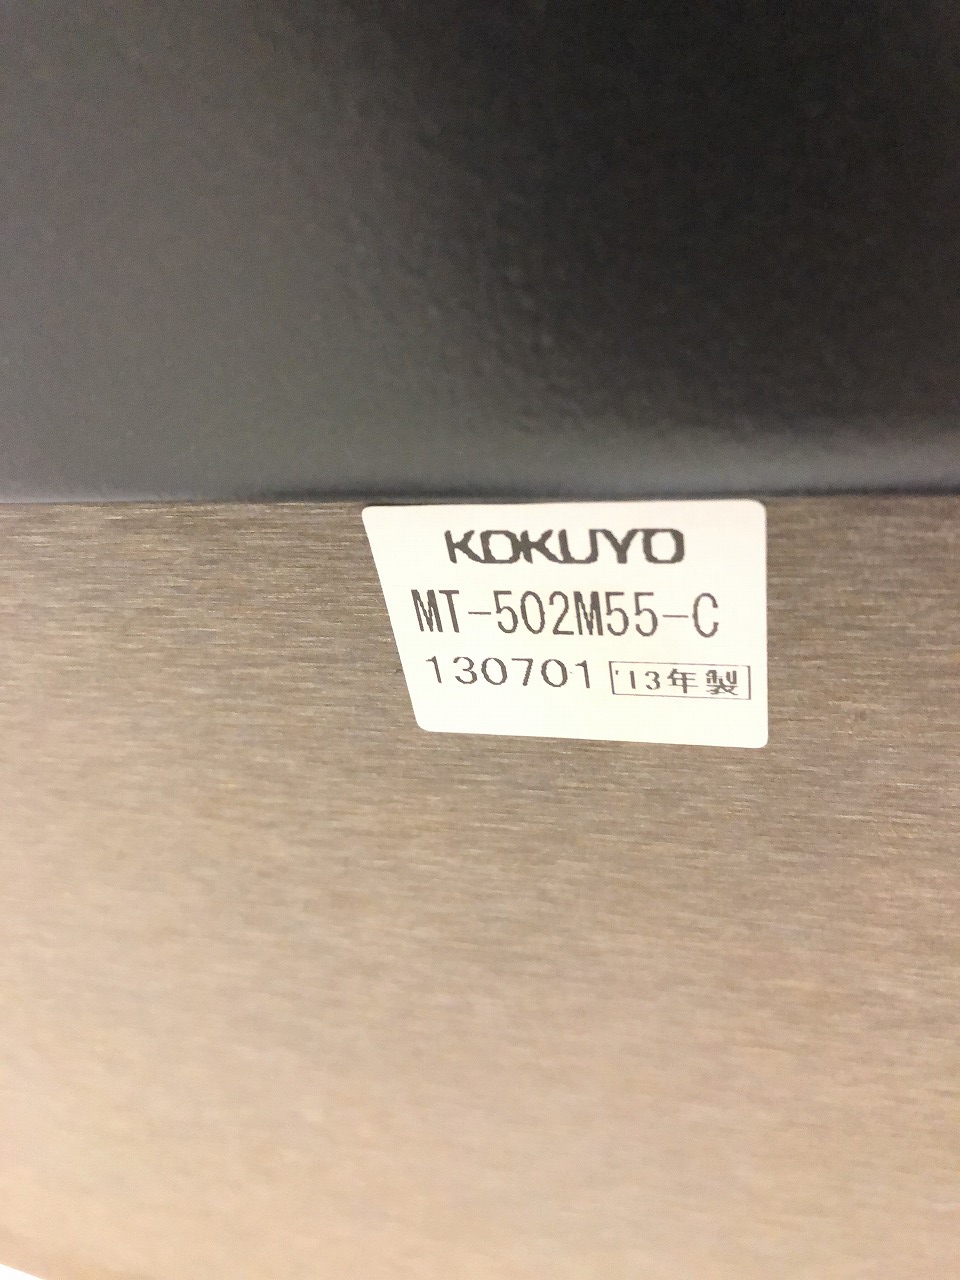 KOKUYO
MT-502M55-C
130701 '13年製